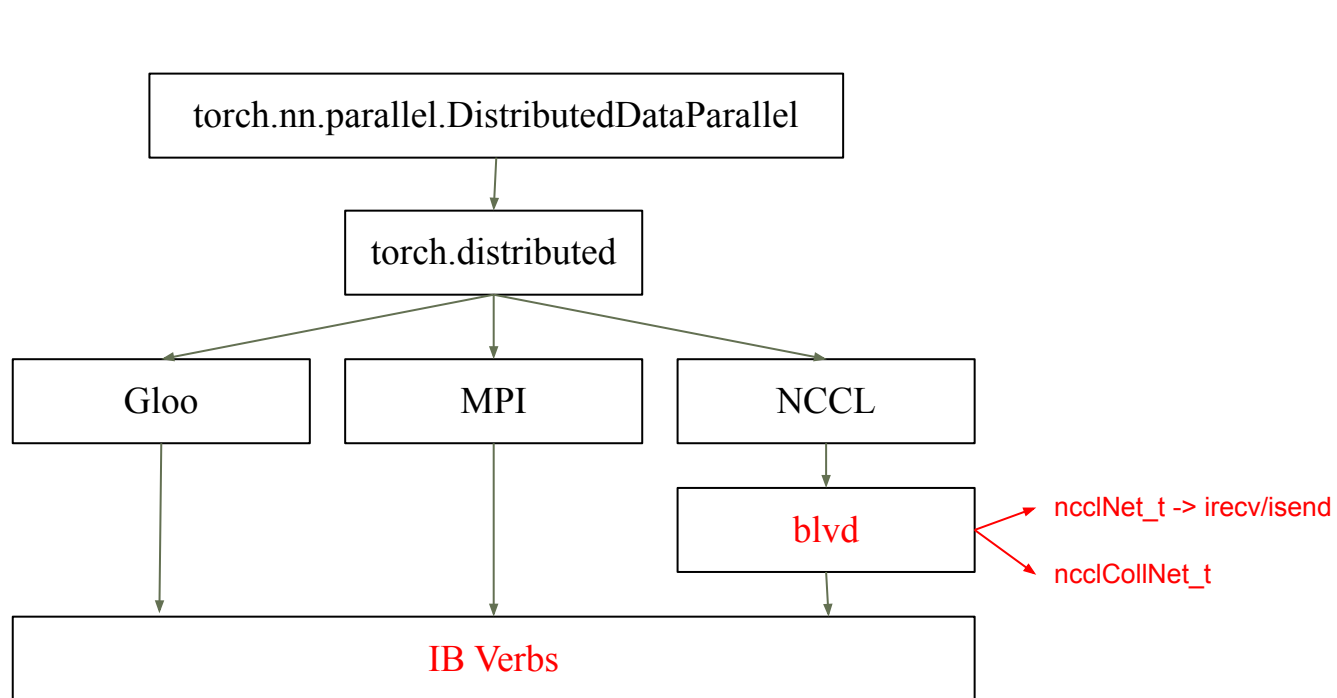 torch.nn.parallel.DistributedDataParallel
torch.distributed
Gloo
MPI
NCCL
blvd
ncclNet_t -> irecv/isend
ncclCollNet_t
IB Verbs